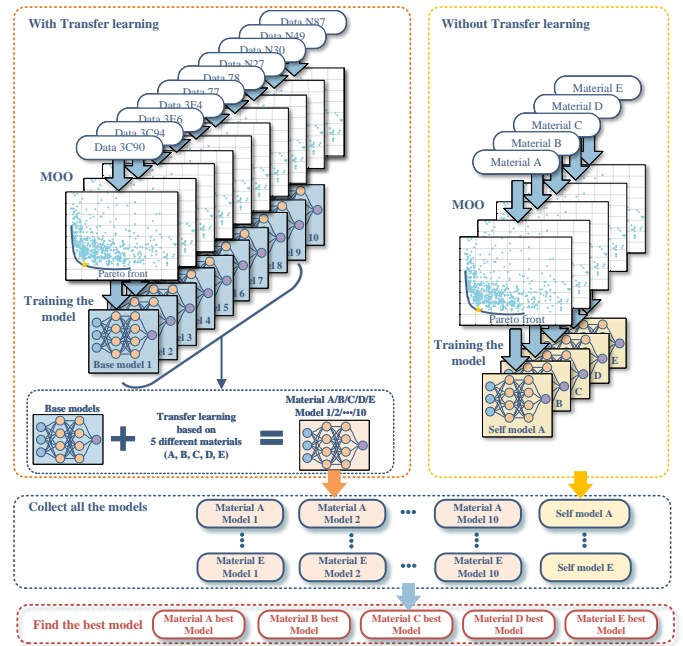 With Transfer learning
Data N87
Data N49
Data N30
Data N27
Data 78
Data 77
Data 3F4
Data 3E6
Data 3C94
Data 3C90
MOO
Pareto front
Training the
model
10
9
8
7
6
5
4
3
2
Base model 1
Base models
Transfer learning
based on
5 different materials
(A, B, C, D, E)
Material A/B/C/D/E
Model 1/2/•••/10
Without Transfer learning
Material E
Material D
Material C
Material B
Material A
MOO
Pareto front
Training the
model
E
D
C
B
Self model A
Collect all the models
Material A
Model 1
Material A
Model 2
•••
Material A
Model 10
Self model A
Material E
Model 1
Material E
Model 2
•••
Material E
Model 10
Self model E
Find the best model
Material A best
Model
Material B best
Model
Material C best
Model
Material D best
Model
Material E best
Model